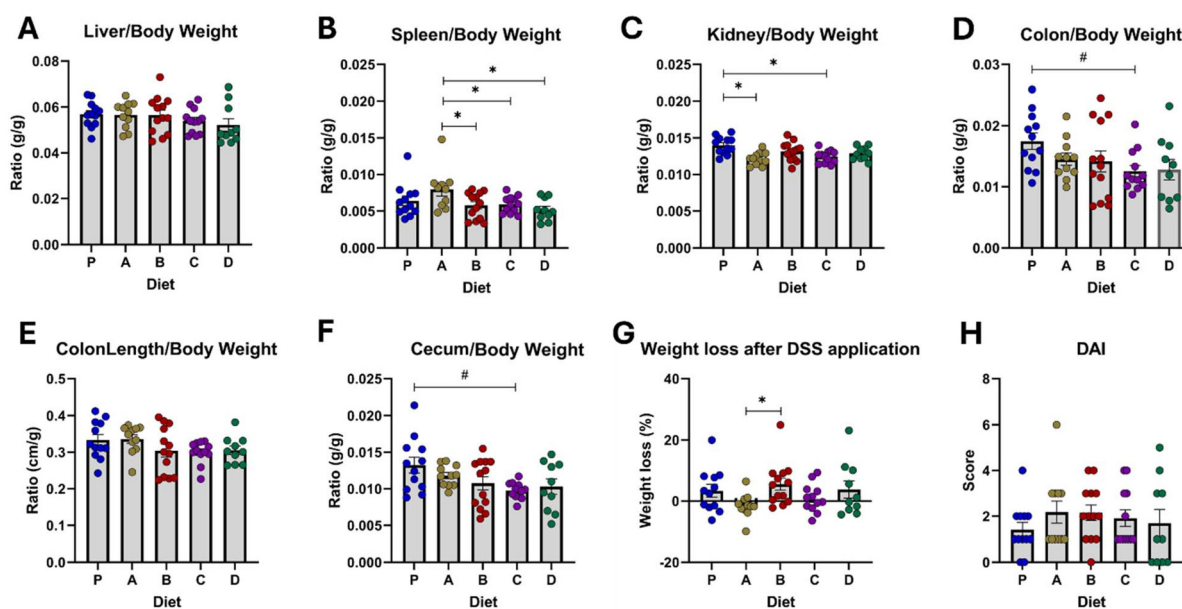 A
Liver/Body Weight
Ratio (g/g)
0.08
0.06
0.04
0.02
0.00
P A B C D
Diet
B
Spleen/Body Weight
Ratio (g/g)
0.025
0.020
0.015
0.010
0.005
0.000
*
*
*
P A B C D
Diet
C
Kidney/Body Weight
Ratio (g/g)
0.025
0.020
0.015
0.010
0.005
0.000
*
*
P A B C D
Diet
D
Colon/Body Weight
Ratio (g/g)
0.03
0.02
0.01
0.00
#
P A B C D
Diet
E
ColonLength/Body Weight
Ratio (cm/g)
0.5
0.4
0.3
0.2
0.1
0.0
P A B C D
Diet
F
Cecum/Body Weight
Ratio (g/g)
0.025
0.020
0.015
0.010
0.005
0.000
#
P A B C D
Diet
G
Weight loss after DSS application
Weight loss (%)
40
20
0
-20
*
P A B C D
Diet
H
DAI
Score
8
6
4
2
0
P A B C D
Diet